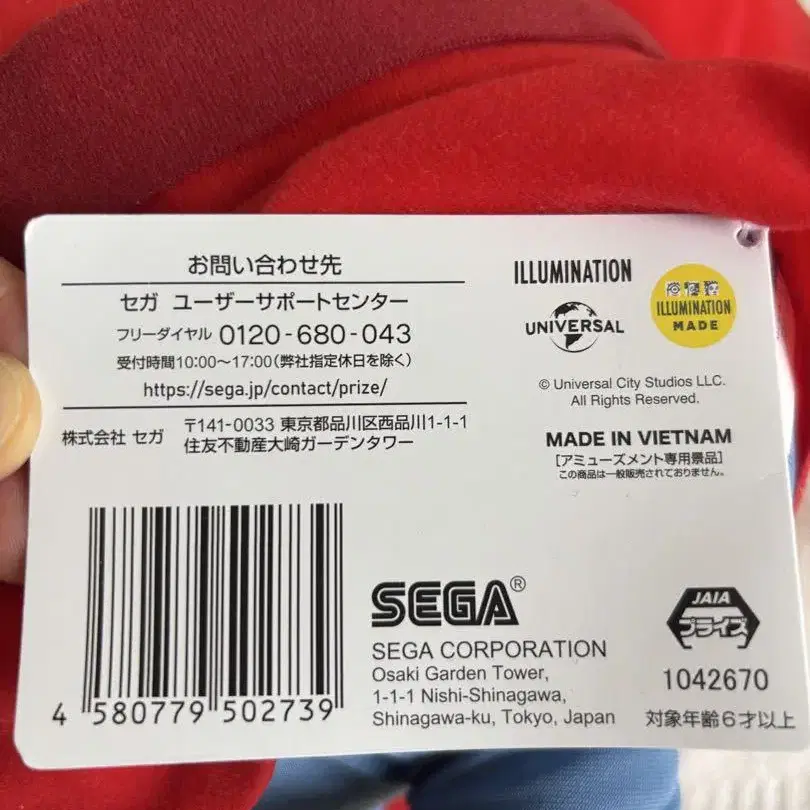 お問い合わせ先
セガ ユーザーサポートセンター
フリーダイヤル 0120-680-043
受付時間10:00〜17:00(弊社指定休日を除く)
https://sega.jp/contact/prize/
株式会社 セガ
〒141-0033 東京都品川区西品川1-1-1
住友不動産大崎ガーデンタワー
ILLUMINATION
UNIVERSAL
ILLUMINATION
MADE
© Universal City Studios LLC.
All Rights Reserved.
MADE IN VIETNAM
[アミューズメント専用景品]
この商品は一般販売されておりません。
4 580779 502739
SEGA®
SEGA CORPORATION
Osaki Garden Tower,
1-1-1 Nishi-Shinagawa,
Shinagawa-ku, Tokyo, Japan
JAIA
プライズ
1042670
対象年齢6才以上